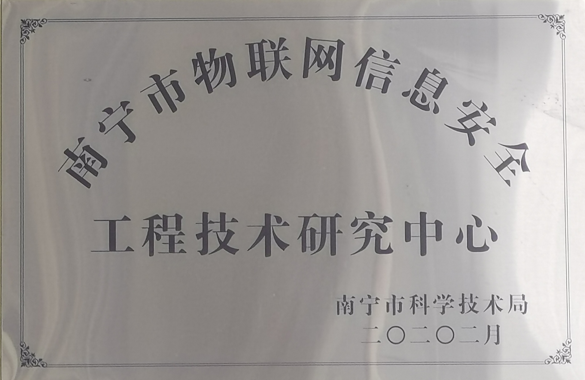 南宁市物联网信息安全
工程技术研究中心
南宁市科学技术局
二〇二〇二月